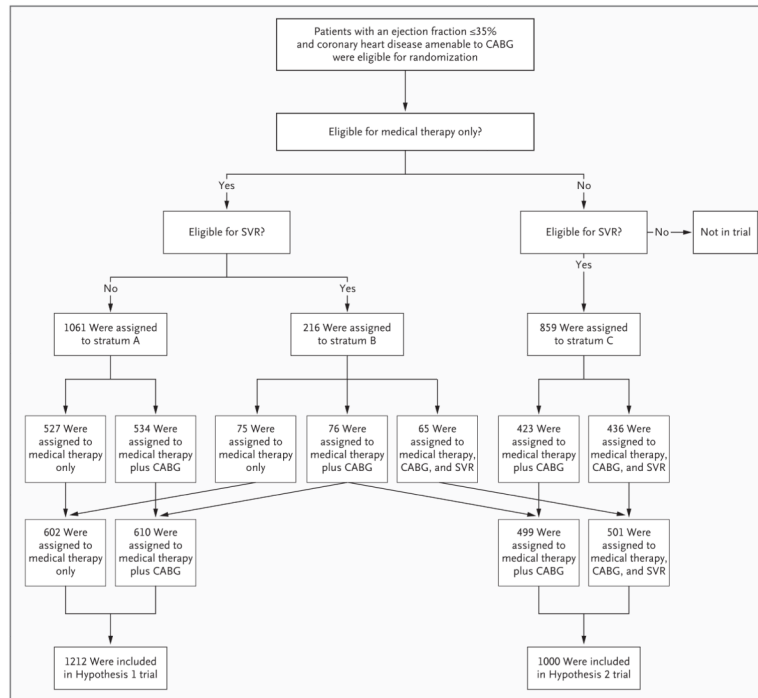 Patients with an ejection fraction ≤35%
and coronary heart disease amenable to CABG
were eligible for randomization
Eligible for medical therapy only?
Yes
No
Eligible for SVR?
Eligible for SVR?
No
Not in trial
No
Yes
Yes
1061 Were assigned
to stratum A
216 Were assigned
to stratum B
859 Were assigned
to stratum C
527 Were
assigned to
medical therapy
only
534 Were
assigned to
medical therapy
plus CABG
75 Were
assigned to
medical therapy
only
76 Were
assigned to
medical therapy
plus CABG
65 Were
assigned to
medical therapy,
CABG, and SVR
423 Were
assigned to
medical therapy
plus CABG
436 Were
assigned to
medical therapy,
CABG, and SVR
602 Were
assigned to
medical therapy
only
610 Were
assigned to
medical therapy
plus CABG
499 Were
assigned to
medical therapy
plus CABG
501 Were
assigned to
medical therapy,
CABG, and SVR
1212 Were included
in Hypothesis 1 trial
1000 Were included
in Hypothesis 2 trial